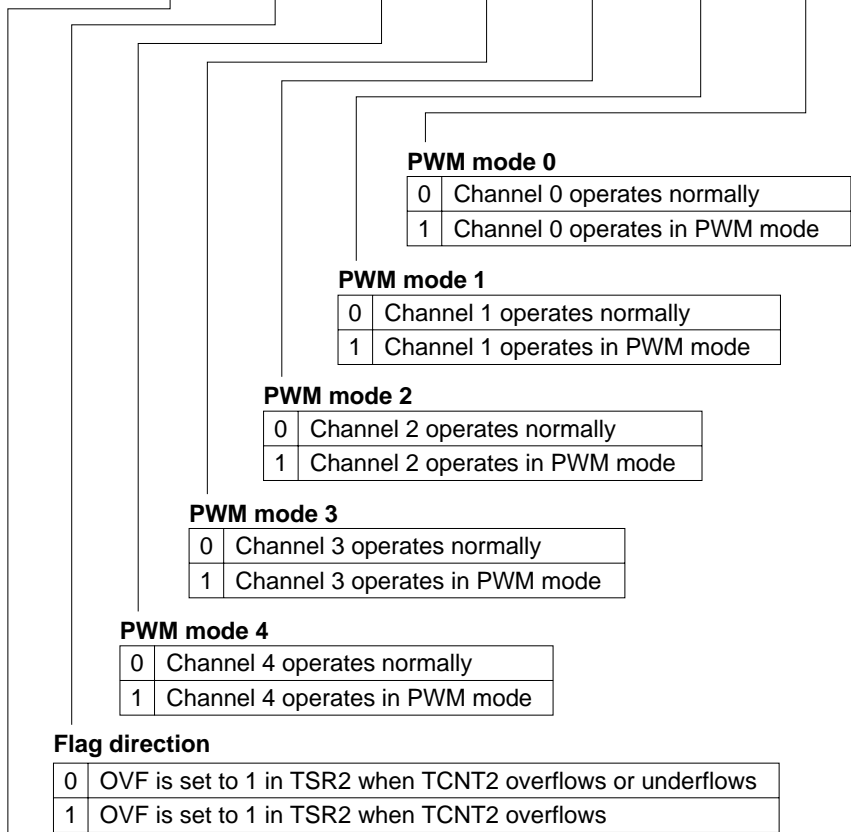 PWM mode 0
0 Channel 0 operates normally
1 Channel 0 operates in PWM mode
PWM mode 1
0 Channel 1 operates normally
1 Channel 1 operates in PWM mode
PWM mode 2
0 Channel 2 operates normally
1 Channel 2 operates in PWM mode
PWM mode 3
0 Channel 3 operates normally
1 Channel 3 operates in PWM mode
PWM mode 4
0 Channel 4 operates normally
1 Channel 4 operates in PWM mode
Flag direction
0 OVF is set to 1 in TSR2 when TCNT2 overflows or underflows
1 OVF is set to 1 in TSR2 when TCNT2 overflows